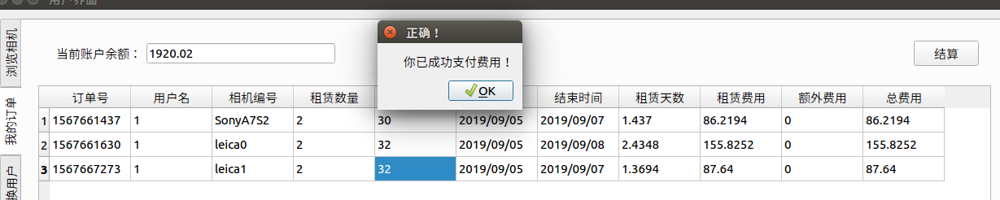 用户界面
正确！
你已成功支付费用！
OK
浏览相机
我的订单
换用户
当前账户余额：
1920.02
结算
订单号 用户名 相机编号 租赁数量 结束时间 租赁天数 租赁费用 额外费用 总费用
1 1567661437 1 SonyA7S2 2 30 2019/09/05 2019/09/07 1.437 86.2194 0 86.2194
2 1567661630 1 leica0 2 32 2019/09/05 2019/09/08 2.4348 155.8252 0 155.8252
3 1567667273 1 leica1 2 32 2019/09/05 2019/09/07 1.3694 87.64 0 87.64